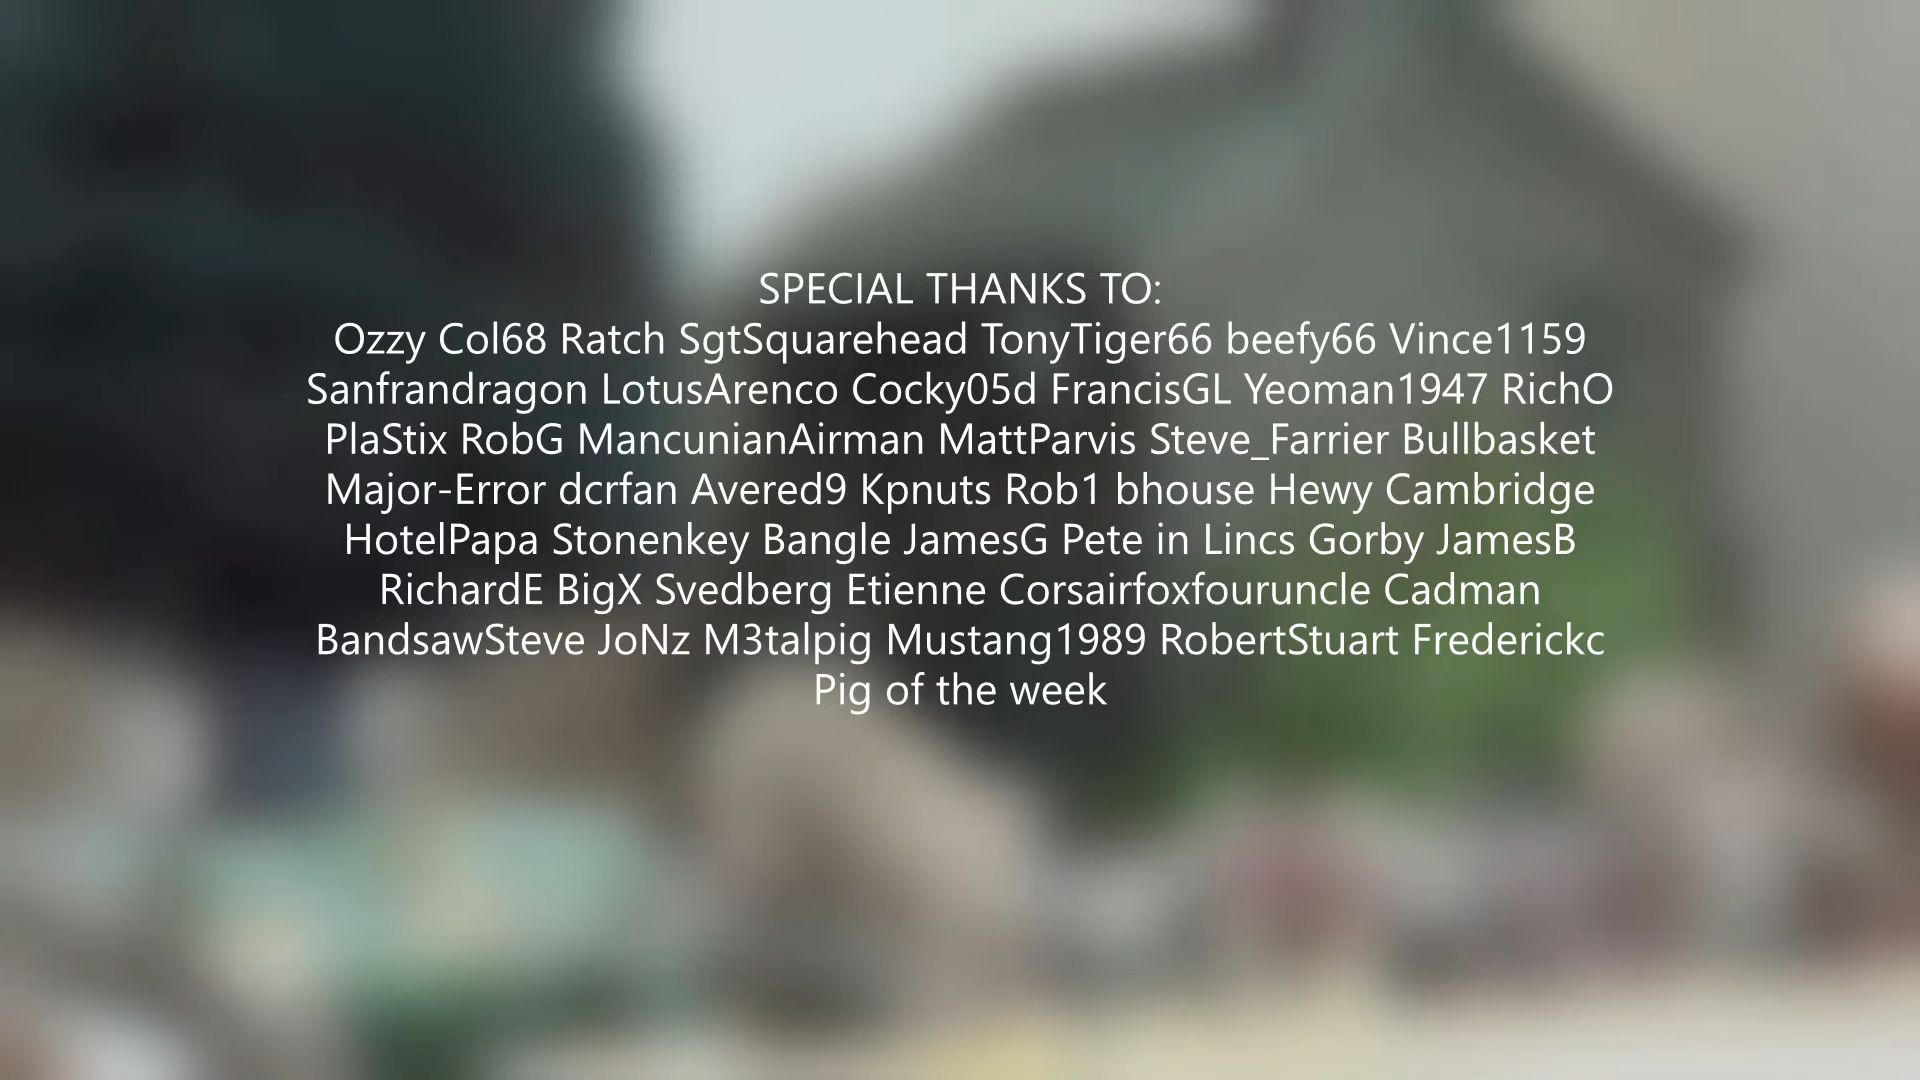 SPECIAL THANKS TO:
Ozzy Col68 Ratch SgtSquarehead TonyTiger66 beefy66 Vince1159
Sanfrandragon LotusArenco Cocky05d FrancisGL Yeoman1947 RichO
PlaStix RobG MancunianAirman MattParvis Steve_Farrier Bullbasket
Major-Error dcrfan Avered9 Kpnuts Rob1 bhouse Hewy Cambridge
HotelPapa Stonenkey Bangle JamesG Pete in Lincs Gorby JamesB
RichardE BigX Svedberg Etienne Corsairfoxfouruncle Cadman
BandsawSteve JoNz M3talpig Mustang1989 RobertStuart Frederickc
Pig of the week